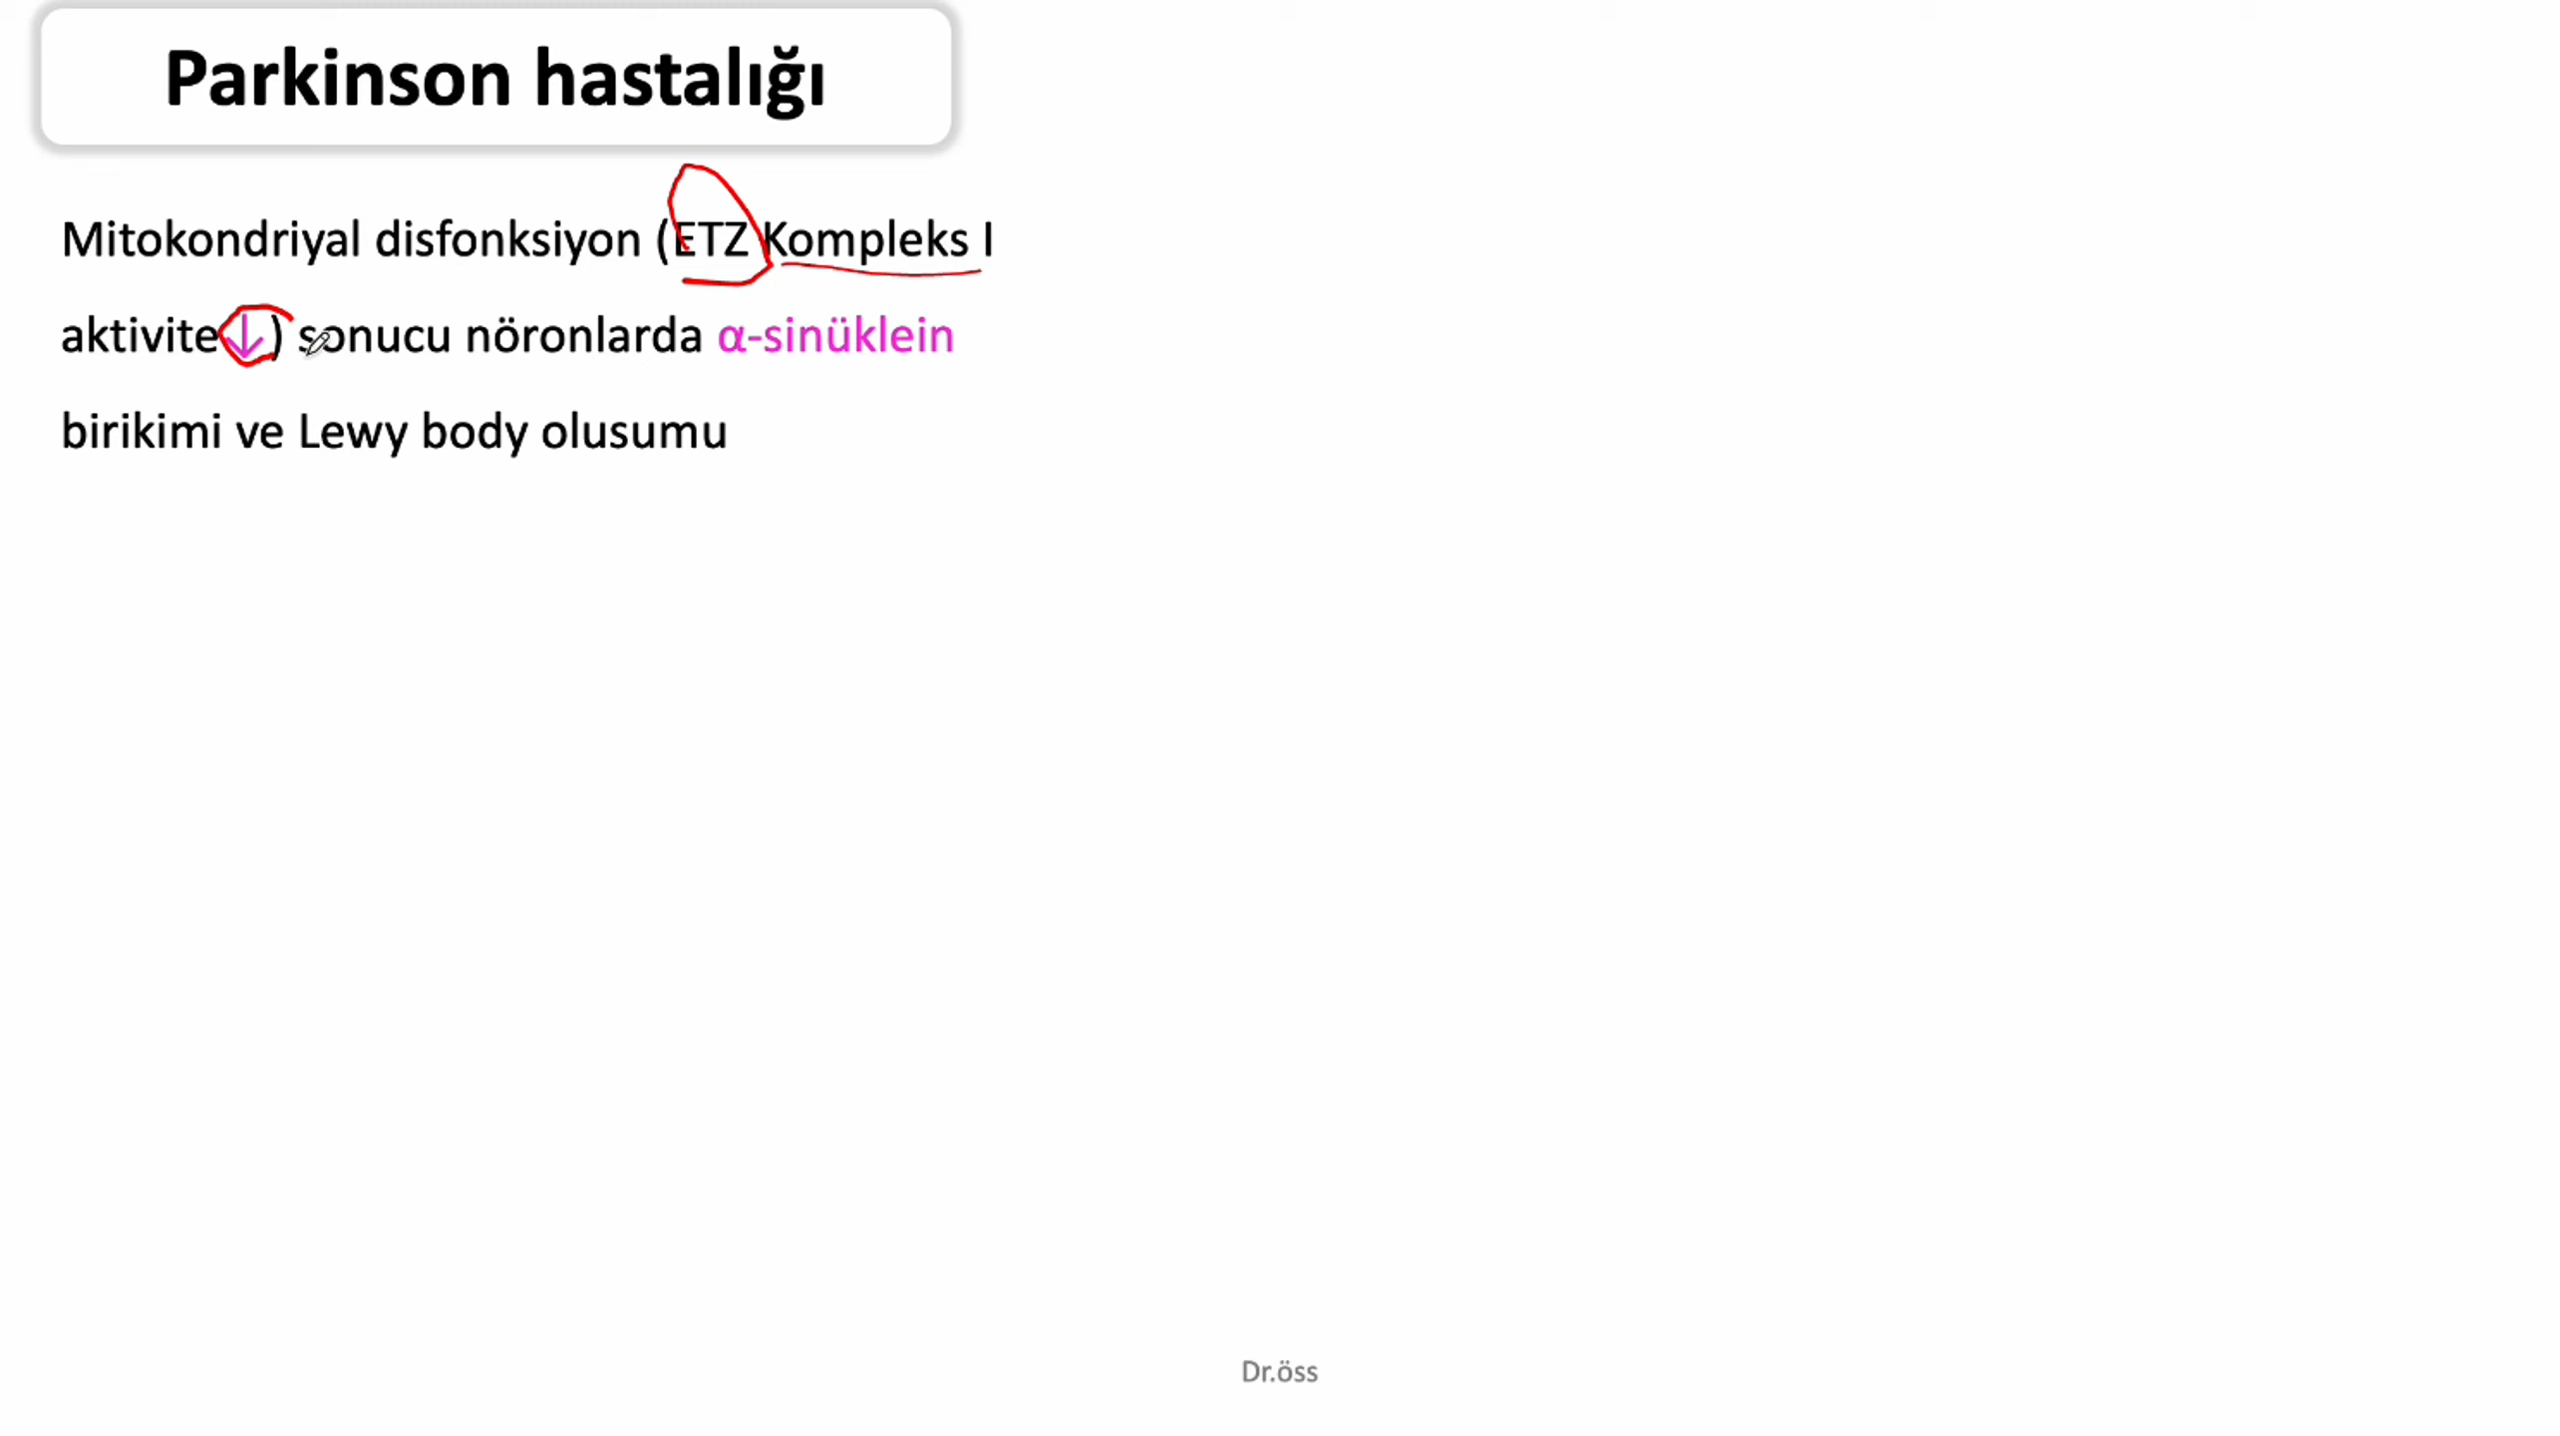 Parkinson hastalığı
Mitokondriyal disfonksiyon (ETZ Kompleks I
aktivite↓) sonucu nöronlarda α-sinüklein
birikimi ve Lewy body olusumu
Dr.öss